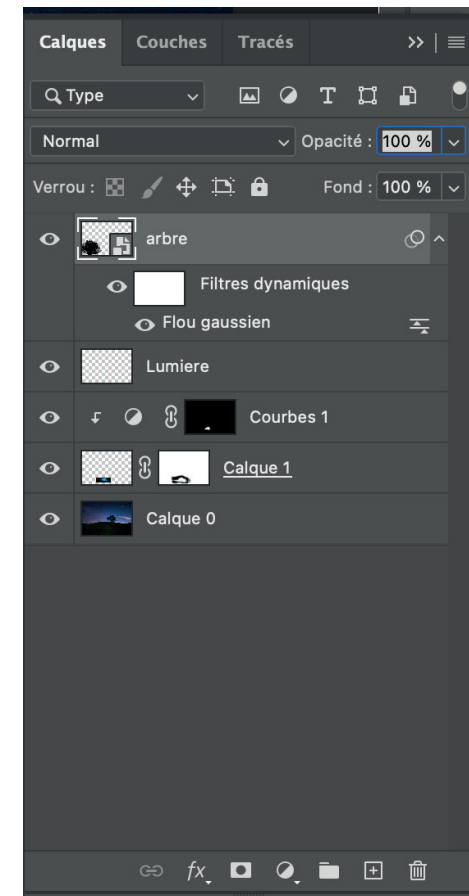 Calques Couches Tracés
Type
Normal Opacité : 100 %
Verrou : Fond : 100 %
arbre
Filtres dynamiques
Flou gaussien
Lumiere
Courbes 1
Calque 1
Calque 0
fx